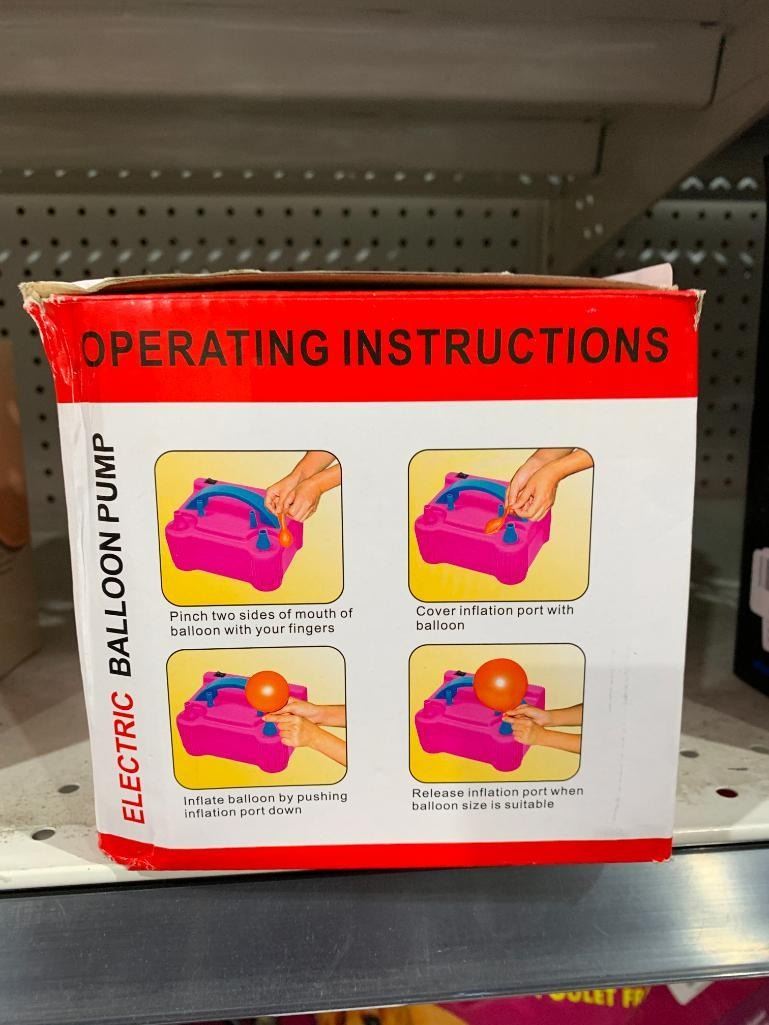 OPERATING INSTRUCTIONS
ELECTRIC BALLOON PUMP
Pinch two sides of mouth of
balloon with your fingers
Cover inflation port with
balloon
Inflate balloon by pushing
inflation port down
Release inflation port when
balloon size is suitable